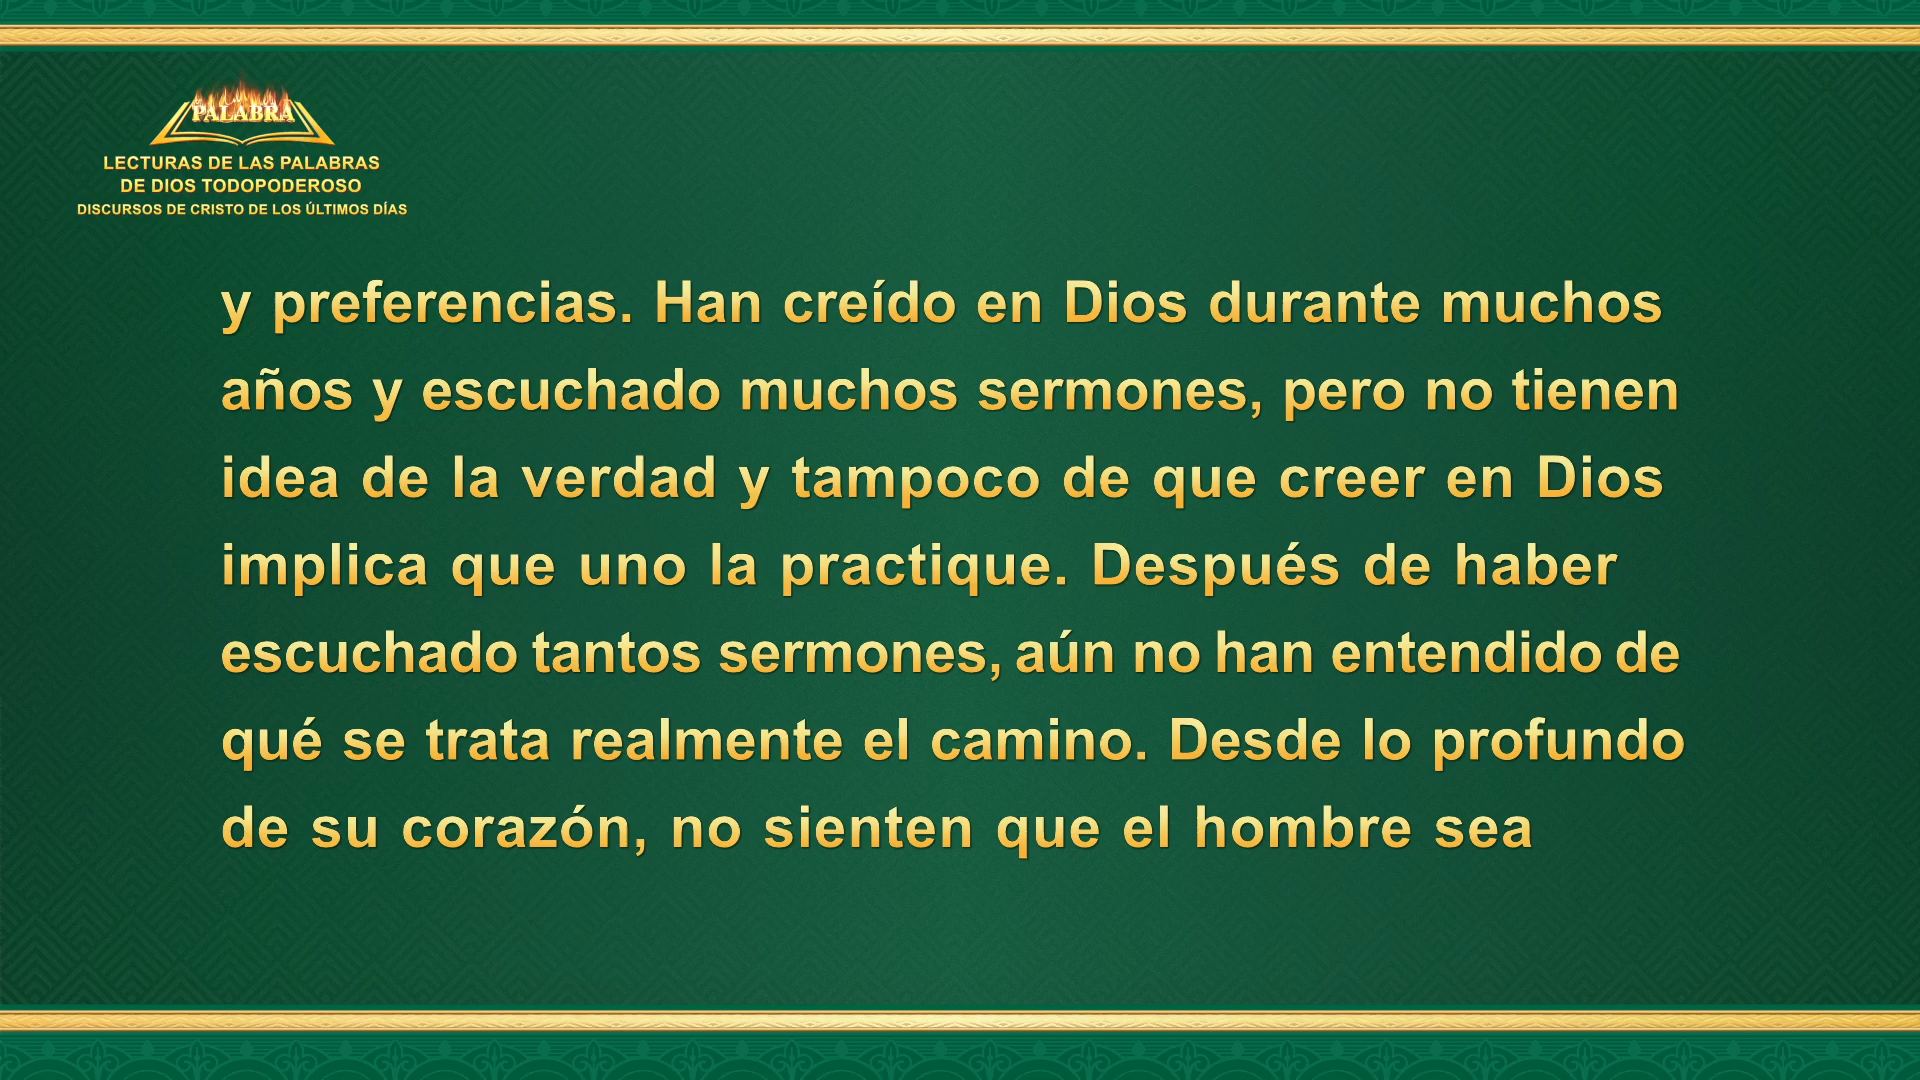 PALABRA
LECTURAS DE LAS PALABRAS
DE DIOS TODOPODEROSO
DISCURSOS DE CRISTO DE LOS ÚLTIMOS DÍAS
y preferencias. Han creído en Dios durante muchos
años y escuchado muchos sermones, pero no tienen
idea de la verdad y tampoco de que creer en Dios
implica que uno la practique. Después de haber
escuchado tantos sermones, aún no han entendido de
qué se trata realmente el camino. Desde lo profundo
de su corazón, no sienten que el hombre sea